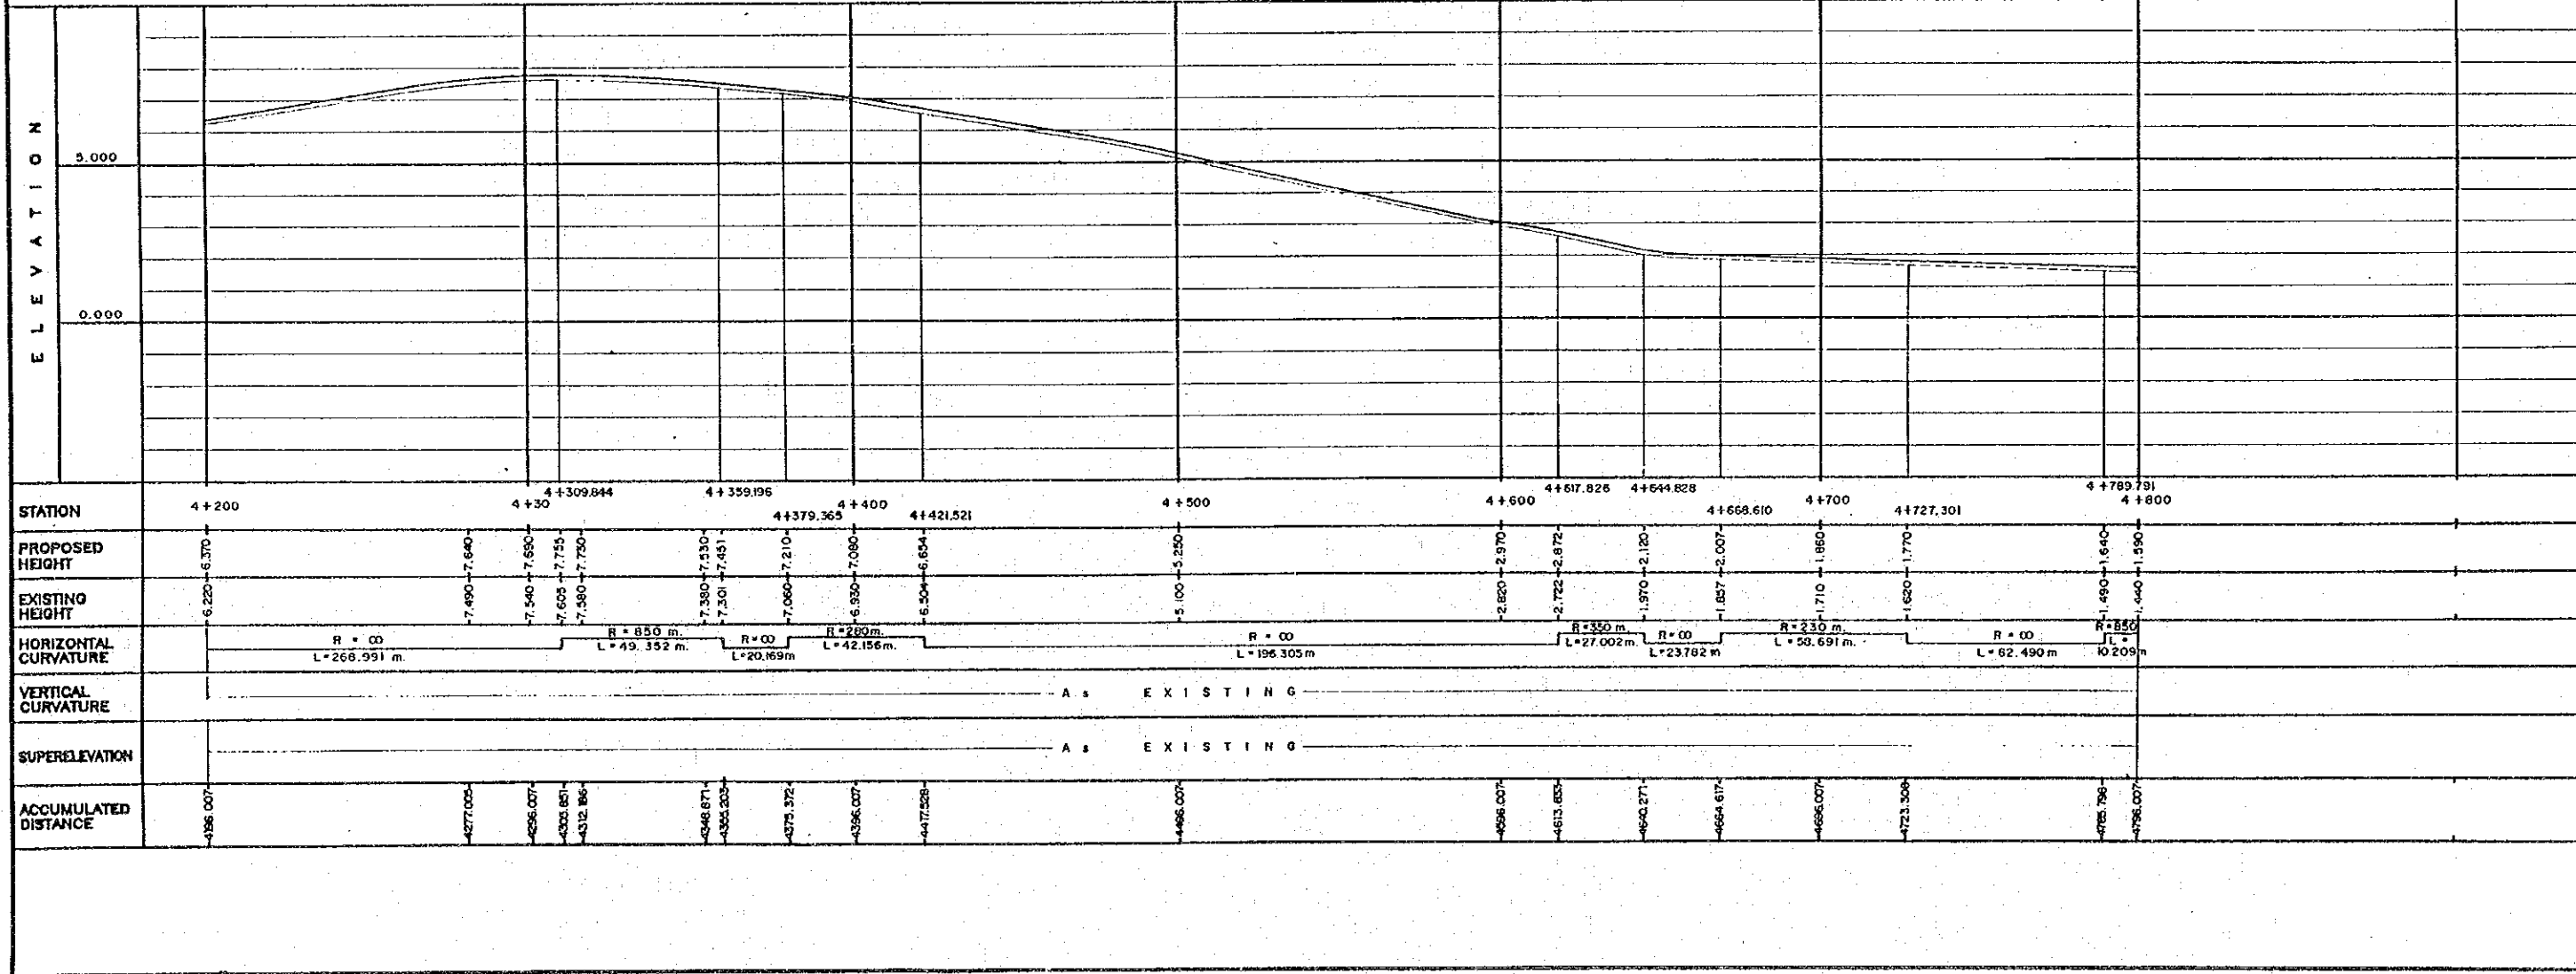 ELEVATION
5.000
0.000
STATION
4+200
4+30
4+309.844
4+359.196
4+379.365
4+400
4+421.521
4+500
4+600
4+617.826
4+644.828
4+668.610
4+700
4+727.301
4+789.791
4+800
PROPOSED
HEIGHT
6.370
7.640
7.690
7.755
7.730
7.530
7.451
7.210
7.080
6.654
5.250
2.970
2.872
2.120
2.007
1.860
1.770
1.640
1.590
EXISTING
HEIGHT
6.220
7.490
7.540
7.605
7.580
7.380
7.301
7.060
6.930
6.504
5.100
2.820
2.722
1.970
1.857
1.710
1.620
1.490
1.440
HORIZONTAL
CURVATURE
R = ∞
L=268.991 m.
R = 850 m.
L = 49.352 m.
R=∞
L=20.169m
R=280m.
L=42.156m.
R = ∞
L=196.305m
R=350 m.
L=27.002m.
R=∞
L=23.782 m
R=230 m.
L=58.691 m.
R = ∞
L=62.490 m
R=850
L=
10.209m
VERTICAL
CURVATURE
As EXISTING
SUPERELEVATION
As EXISTING
ACCUMULATED
DISTANCE
4196.007
4277.005
4296.007
4305.851
4312.186
4348.871
4355.203
4375.372
4396.007
4417.528
4496.007
4596.007
4613.833
4640.271
4664.617
4696.007
4723.308
4785.798
4796.007